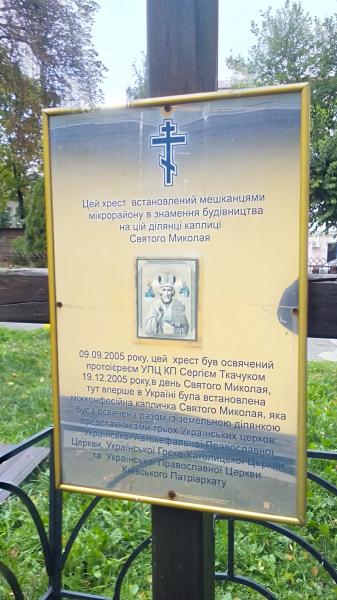 Цей хрест встановлений мешканцями
мікрорайону в знамення будівництва
на цій ділянці каплиці
Святого Миколая
09.09.2005 року, цей хрест був освячений
протоієреєм УПЦ КП Сергієм Ткачуком
19.12.2005 року,в день Святого Миколая,
тут вперше в Україні була встановлена
міжконфесійна капличка Святого Миколая, яка
була освячена разом із земельною ділянкою
представниками трьох Українських церков:
Української Автокефальної Православної
Церкви, Української Греко-Католицької Церкви,
та Української Православної Церкви
Київського Патріархату